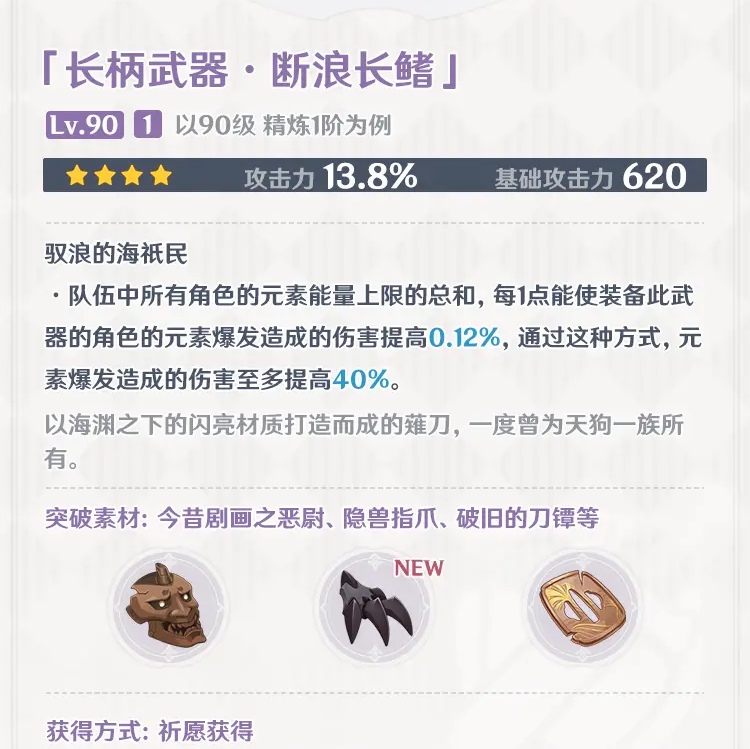 「长柄武器·断浪长鳍」
Lv.90 1 以90级 精炼1阶为例
攻击力 13.8% 基础攻击力 620
驭浪的海祇民
·队伍中所有角色的元素能量上限的总和，每1点能使装备此武
器的角色的元素爆发造成的伤害提高0.12%，通过这种方式，元
素爆发造成的伤害至多提高40%。
以海渊之下的闪亮材质打造而成的薙刀，一度曾为天狗一族所
有。
突破素材：今昔剧画之恶尉、隐兽指爪、破旧的刀镡等
NEW
获得方式：祈愿获得